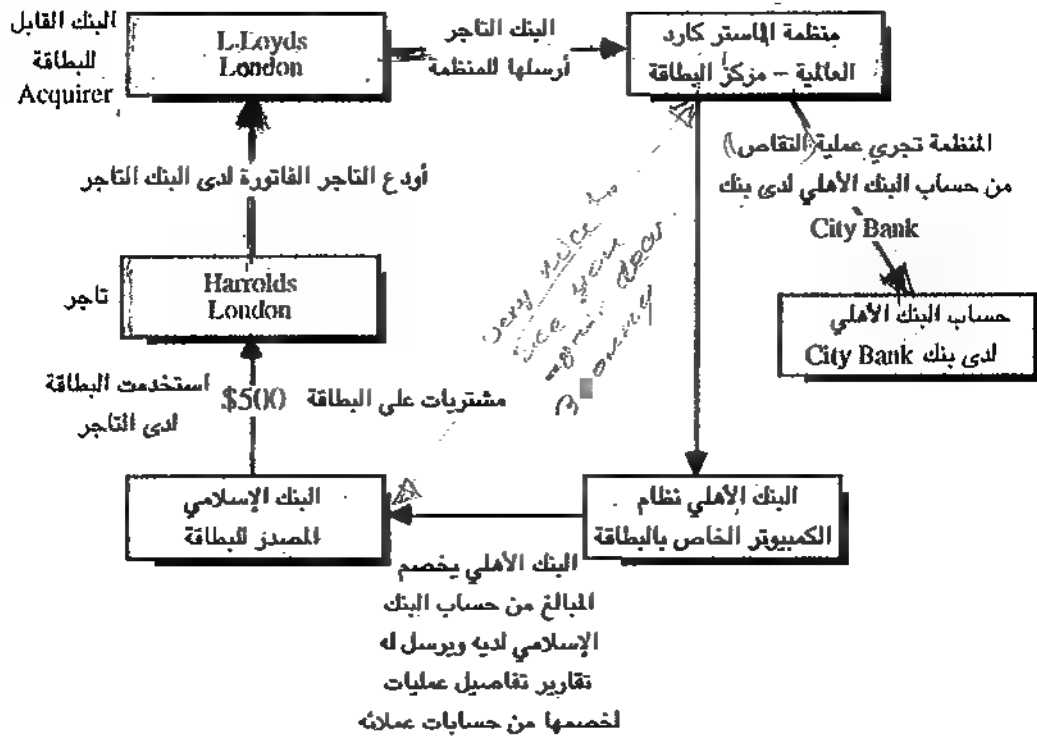 البنك القابل
للبطاقة
Acquirer
L.Loyds
London
البنك التاجر
أرسلها للمنظمة
منظمة الماستر كارد
العالمية – مركز البطاقة
المنظمة تجري عملية (التقاص)
من حساب البنك الأهلي لدى بنك
City Bank
أودع التاجر الفاتورة لدى البنك التاجر
تاجر
Harrolds
London
حساب البنك الأهلي
لدى بنك City Bank
استخدمت البطاقة
لدى التاجر
$500 مشتريات على البطاقة
البنك الإسلامي
المصدر للبطاقة
البنك الأهلي نظام
الكمبيوتر الخاص بالبطاقة
البنك الأهلي يخصم
المبالغ من حساب البنك
الإسلامي لديه ويرسل له
تقارير تفاصيل عمليات
لخصمها من حسابات عملائه